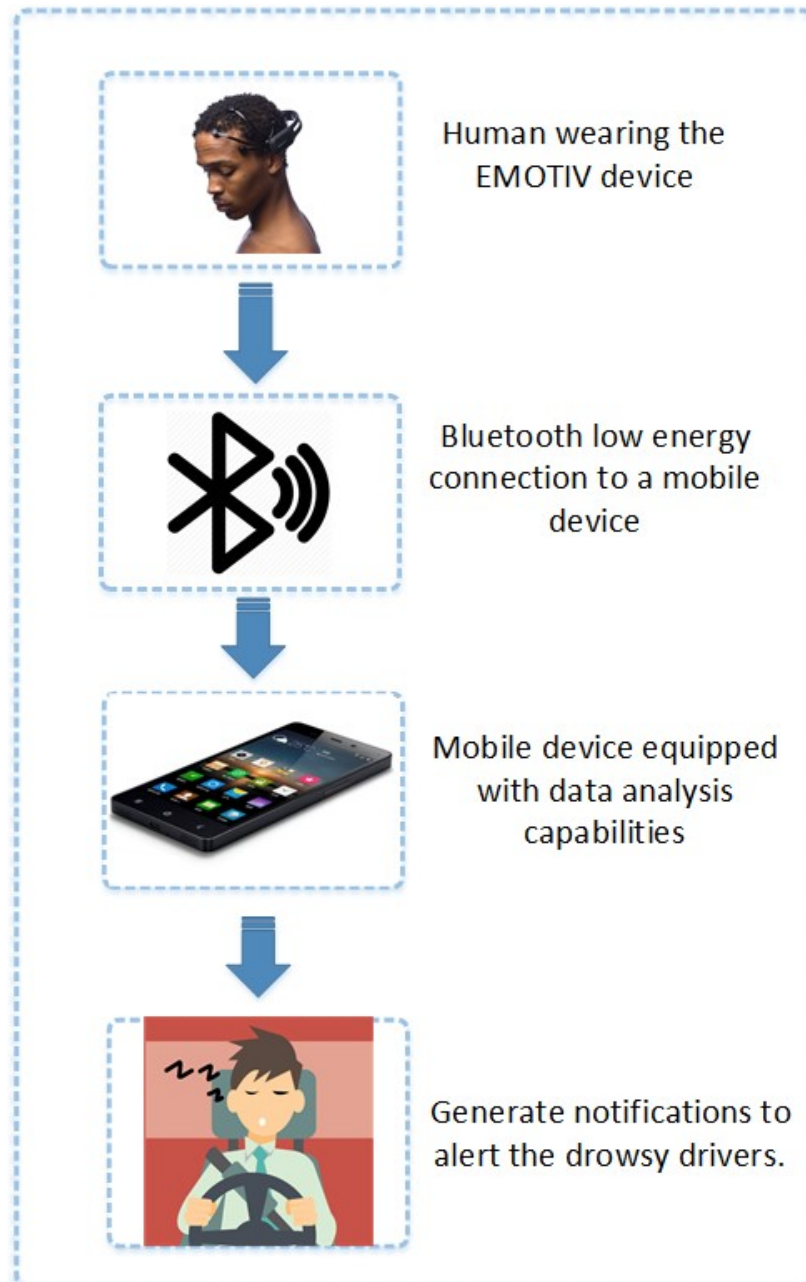 Human wearing the
EMOTIV device
Bluetooth low energy
connection to a mobile
device
Mobile device equipped
with data analysis
capabilities
z z z
Generate notifications to
alert the drowsy drivers.